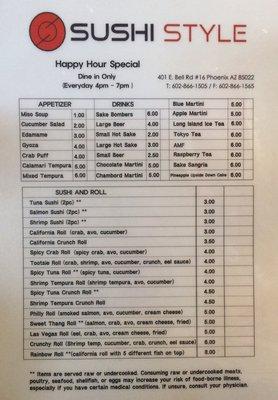 SUSHI STYLE
Happy Hour Special
Dine in Only
(Everyday 4pm - 7pm )
401 E. Bell Rd #16 Phoenix AZ 85022
T: 602-866-1505 / F: 602-866-1565
APPETIZER
Miso Soup 1.00
Cucumber Salad 2.00
Edamame 3.00
Gyoza 4.00
Crab Puff 4.00
Calamari Tempura 5.00
Mixed Tempura 6.00
DRINKS
Sake Bombers 6.00
Large Beer 4.00
Small Hot Sake 2.00
Large Hot Sake 3.00
Small Beer 2.50
Chocolate Martini 5.00
Chambord Martini 5.00
Blue Martini 5.00
Apple Martini 5.00
Long Island Ice Tea 5.00
Tokyo Tea 5.00
AMF 5.00
Raspberry Tea 5.00
Sake Sangria 6.00
Pineapple Upside Down Cake 5.00
SUSHI AND ROLL
Tuna Sushi (2pc) ** 3.00
Salmon Sushi (2pc) ** 3.00
Shrimp Sushi (2pc) ** 3.00
California Roll (crab, avo, cucumber) 3.00
California Crunch Roll 3.50
Spicy Crab Roll (spicy crab, avo, cucumber) 4.00
Tootsie Roll (crab, shrimp, avo, cucumber, crunch, eel sauce) 4.00
Spicy Tuna Roll ** (spicy tuna, cucumber) 4.00
Shrimp Tempura Roll (shrimp tempura, avo, cucumber) 4.00
Spicy Tuna Crunch Roll ** 4.50
Shrimp Tempura Crunch Roll 4.50
Philly Roll (smoked salmon, avo, cucumber, cream cheese) 5.00
Sweet Thang Roll ** (salmon, crab, avo, cream cheese, fried) 5.00
Las Vegas Roll (eel, crab, avo, cream cheese, fried) 5.00
Crunchy Roll (Shrimp temp, cucumber, crab, crunch, eel sauce) 6.00
Rainbow Roll **(california roll with 5 different fish on top) 8.00
** Items are served raw or undercooked. Consuming raw or undercooked meats,
poultry, seafood, shellfish, or eggs may increase your risk of food-borne illness,
especially if you have certain medical conditions. If unsure, consult your physician.